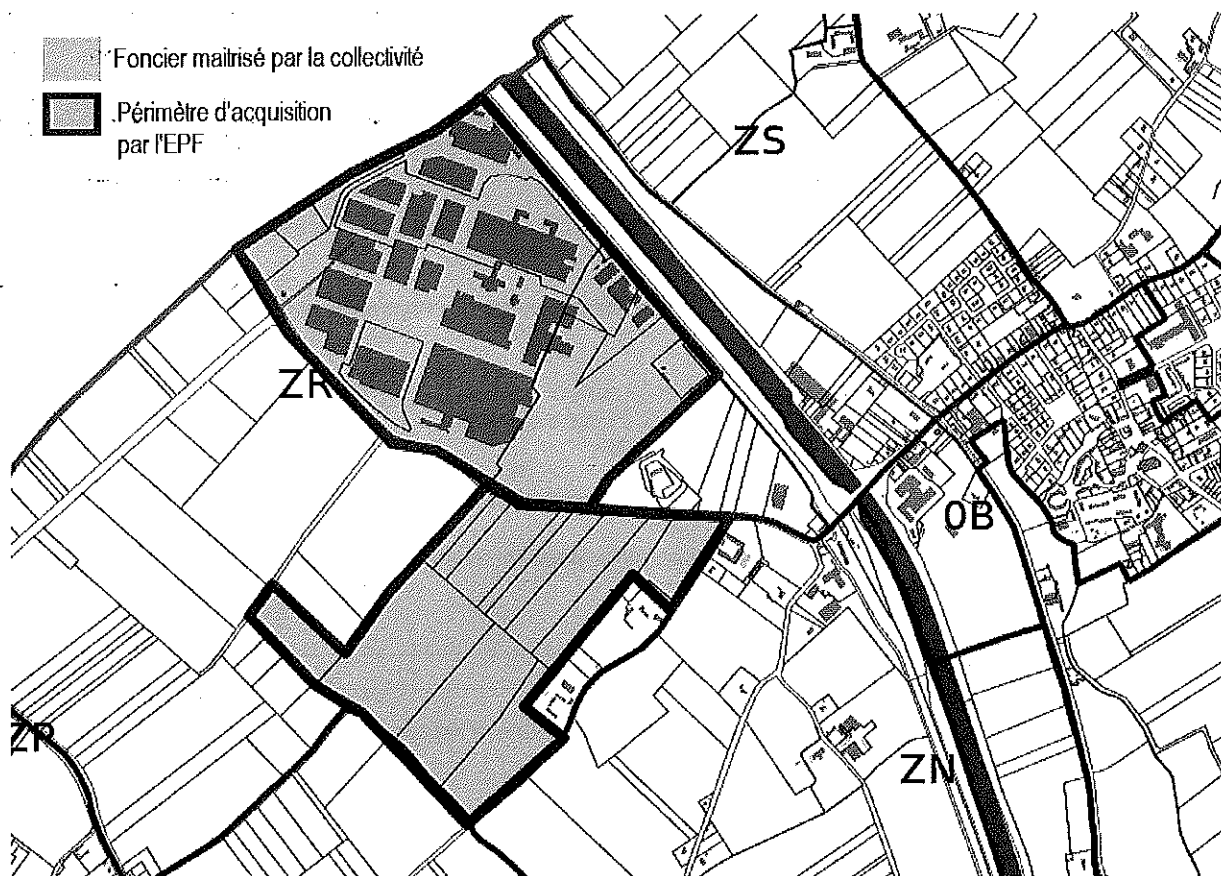 Foncier maitrisé par la collectivité
Périmètre d'acquisition
par l'EPF
ZS
ZR
0B
ZP
ZN